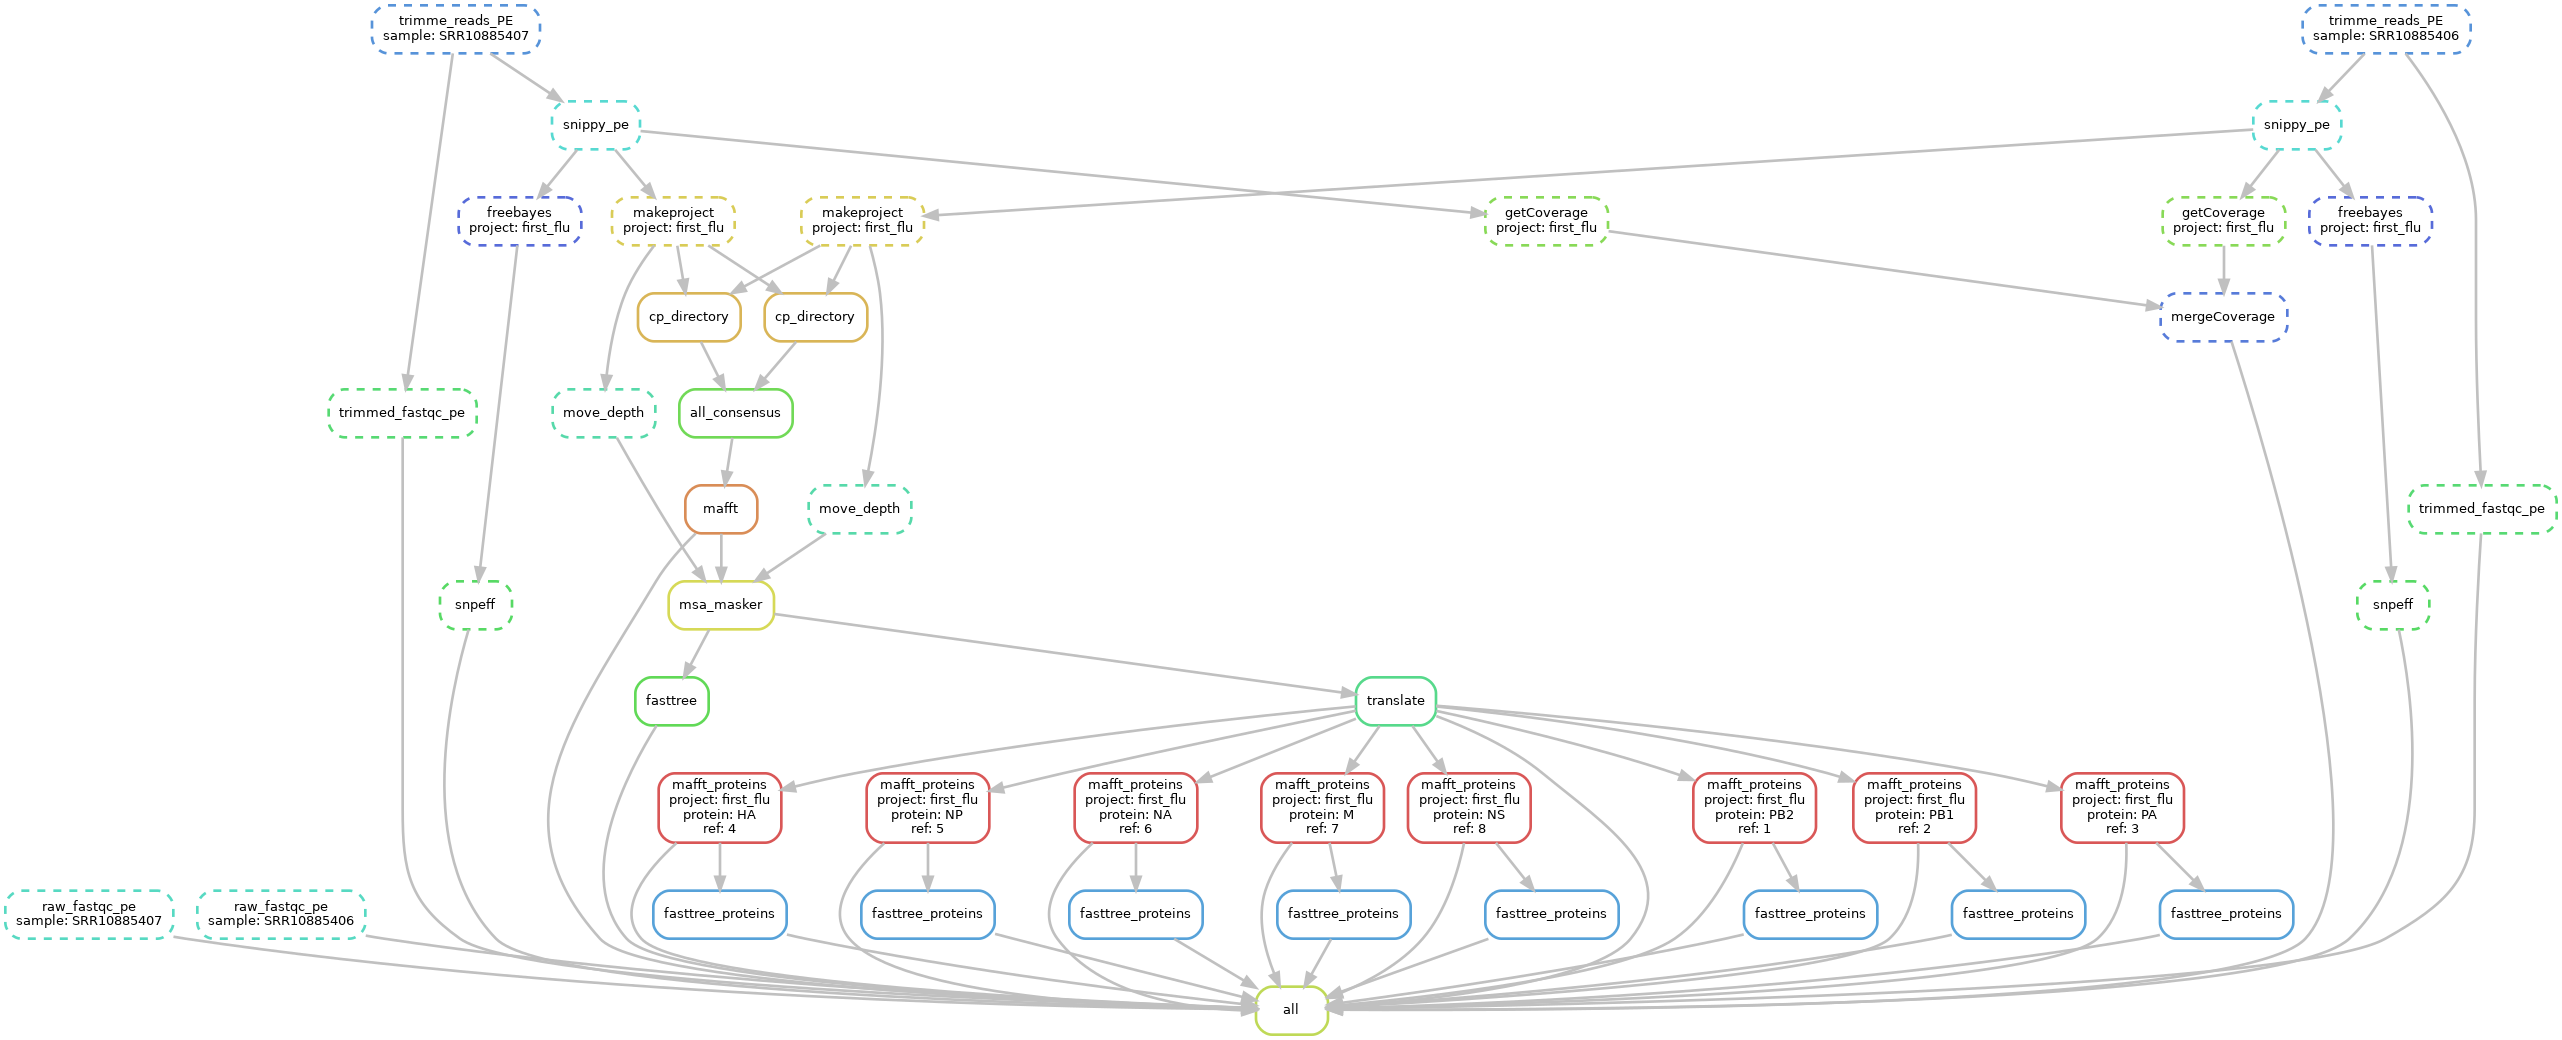 trimme_reads_PE
sample: SRR10885407
trimme_reads_PE
sample: SRR10885406
snippy_pe
snippy_pe
freebayes
project: first_flu
makeproject
project: first_flu
makeproject
project: first_flu
getCoverage
project: first_flu
getCoverage
project: first_flu
freebayes
project: first_flu
cp_directory
cp_directory
mergeCoverage
trimmed_fastqc_pe
move_depth
all_consensus
mafft
move_depth
trimmed_fastqc_pe
snpeff
msa_masker
snpeff
fasttree
translate
mafft_proteins
project: first_flu
protein: HA
ref: 4
mafft_proteins
project: first_flu
protein: NP
ref: 5
mafft_proteins
project: first_flu
protein: NA
ref: 6
mafft_proteins
project: first_flu
protein: M
ref: 7
mafft_proteins
project: first_flu
protein: NS
ref: 8
mafft_proteins
project: first_flu
protein: PB2
ref: 1
mafft_proteins
project: first_flu
protein: PB1
ref: 2
mafft_proteins
project: first_flu
protein: PA
ref: 3
raw_fastqc_pe
sample: SRR10885407
raw_fastqc_pe
sample: SRR10885406
fasttree_proteins
fasttree_proteins
fasttree_proteins
fasttree_proteins
fasttree_proteins
fasttree_proteins
fasttree_proteins
fasttree_proteins
all